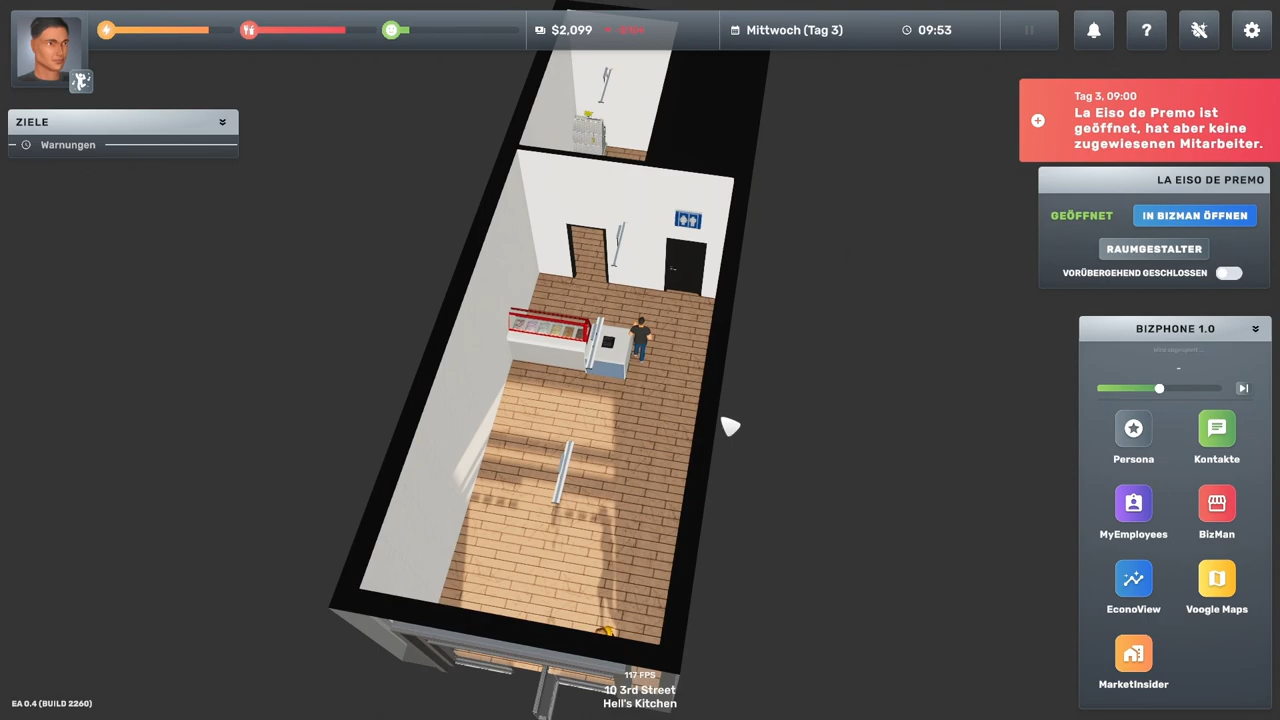 $2,099
Mittwoch (Tag 3)
09:53
?
ZIELE
Warnungen
Tag 3, 09:00
La Eiso de Premo ist
geöffnet, hat aber keine
zugewiesenen Mitarbeiter.
LA EISO DE PREMO
GEÖFFNET
IN BIZMAN ÖFFNEN
RAUMGESTALTER
VORÜBERGEHEND GESCHLOSSEN
BIZPHONE 1.0
-
Persona
Kontakte
MyEmployees
BizMan
EconoView
Voogle Maps
MarketInsider
117 FPS
10 3rd Street
Hell's Kitchen
EA 0.4 (BUILD 2260)